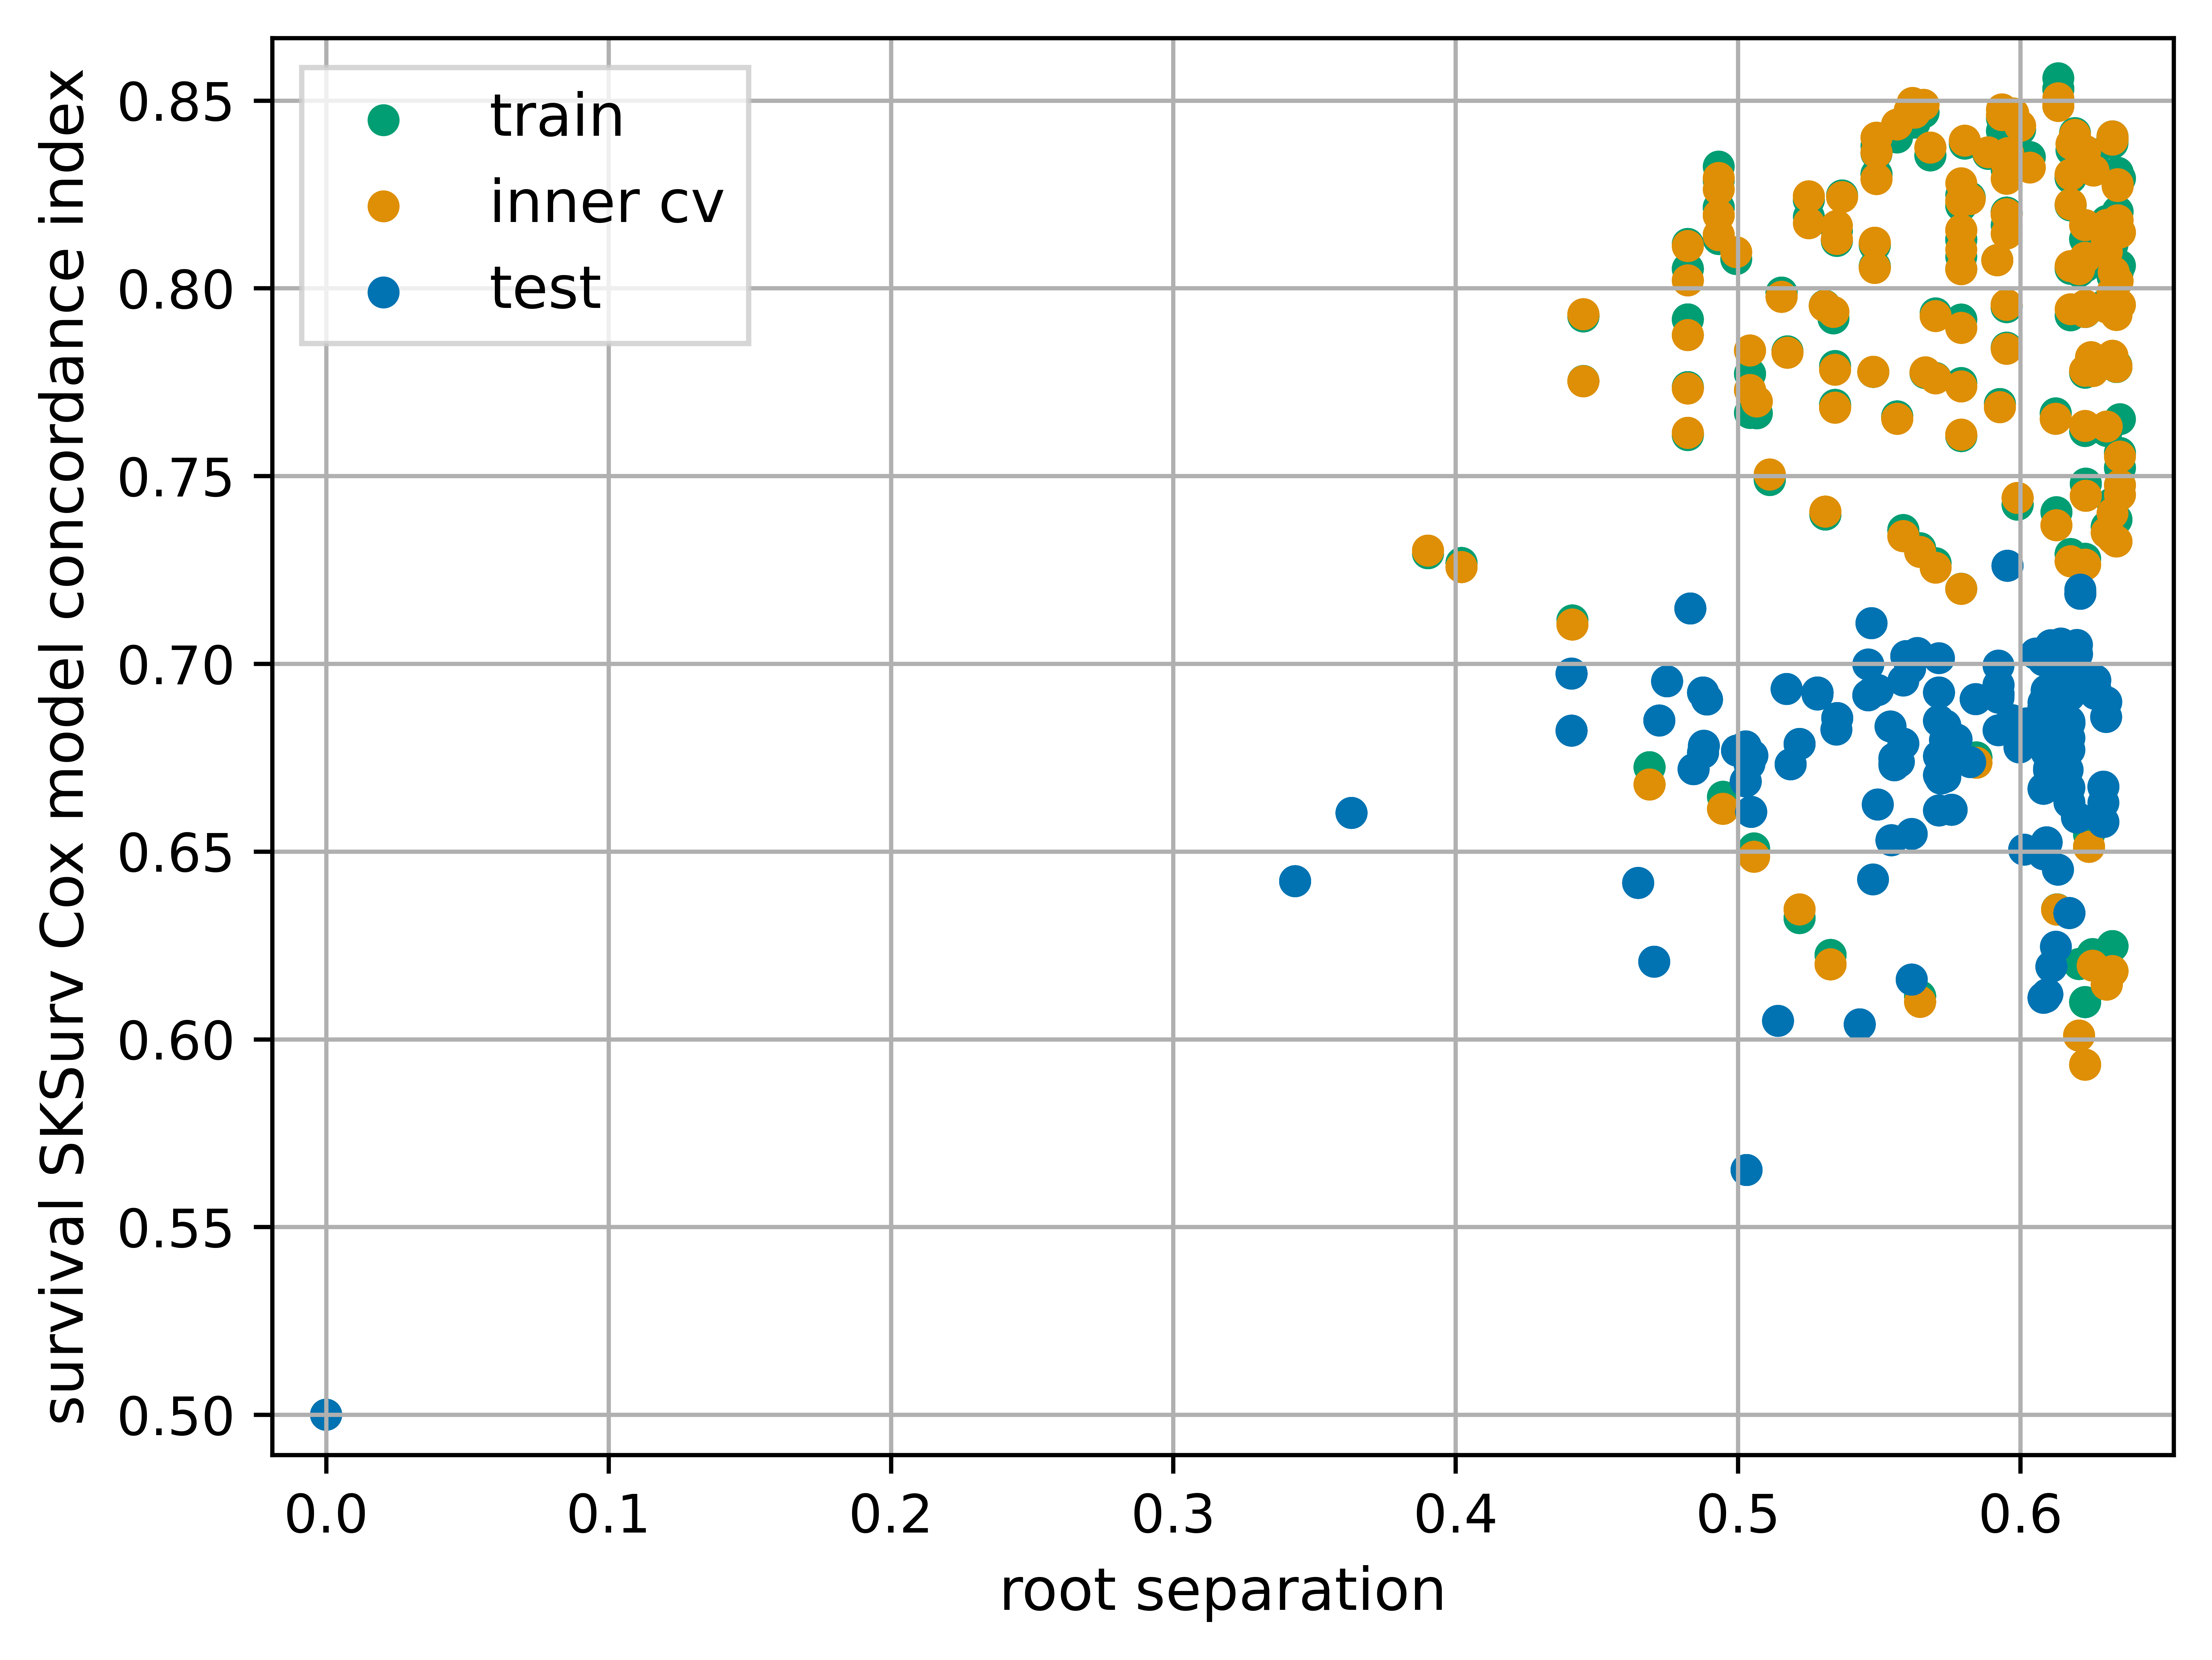 train
inner cv
test
survival SKSurv Cox model concordance index
0.85
0.80
0.75
0.70
0.65
0.60
0.55
0.50
0.0 0.1 0.2 0.3 0.4 0.5 0.6
root separation